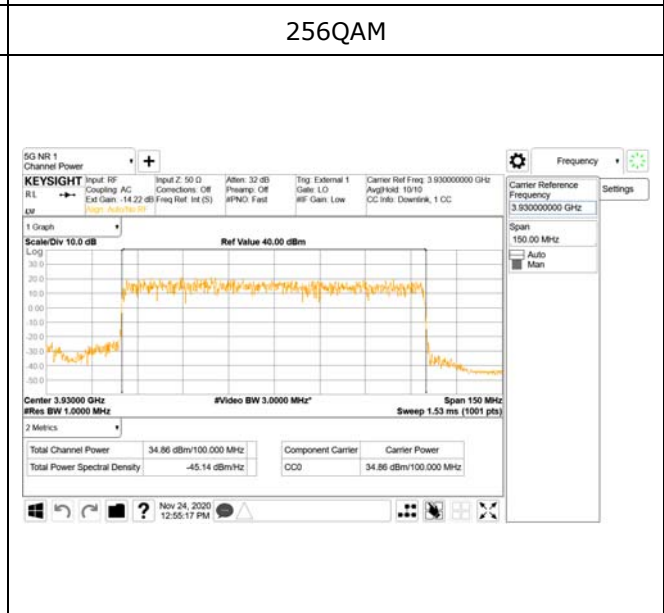 256QAM
5G NR 1
Channel Power
Frequency
KEYSIGHT
RL
Input: RF
Coupling: AC
Ext Gain: -14.22 dB
Align: Auto/No RF
Input Z: 50 Ω
Corrections: Off
Freq Ref: Int (S)
Atten: 32 dB
Preamp: Off
#PNO: Fast
Trig: External 1
Gate: LO
#IF Gain: Low
Carrier Ref Freq: 3.930000000 GHz
Avg|Hold: 10/10
CC Info: Downlink, 1 CC
Carrier Reference
Frequency
3.930000000 GHz
Settings
Span
150.00 MHz
Auto
Man
1 Graph
Scale/Div 10.0 dB
Ref Value 40.00 dBm
Log
30.0
20.0
10.0
0.00
-10.0
-20.0
-30.0
-40.0
-50.0
Center 3.93000 GHz
#Video BW 3.0000 MHz*
Span 150 MHz
#Res BW 1.0000 MHz
Sweep 1.53 ms (1001 pts)
2 Metrics
Total Channel Power 34.86 dBm/100.000 MHz
Total Power Spectral Density -45.14 dBm/Hz
Component Carrier Carrier Power
CC0 34.86 dBm/100.000 MHz
?
Nov 24, 2020
12:55:17 PM